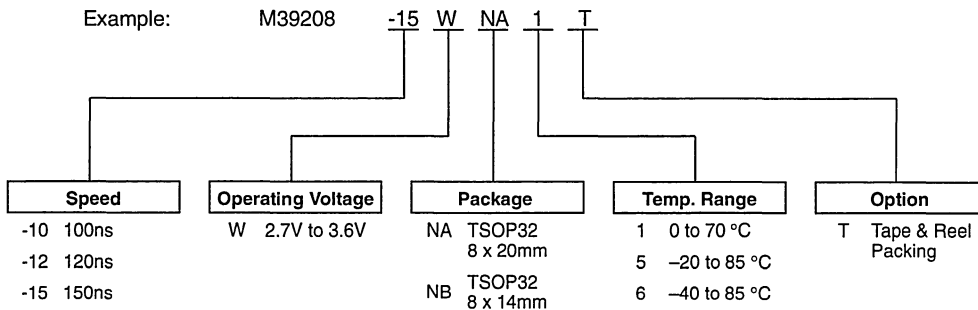 Example: M39208 -15 W NA 1 T
Speed Operating Voltage Package Temp. Range Option
-10 100ns W 2.7V to 3.6V NA TSOP32 8 x 20mm 1 0 to 70 °C T Tape & Reel Packing
-12 120ns 5 –20 to 85 °C
-15 150ns NB TSOP32 8 x 14mm 6 –40 to 85 °C